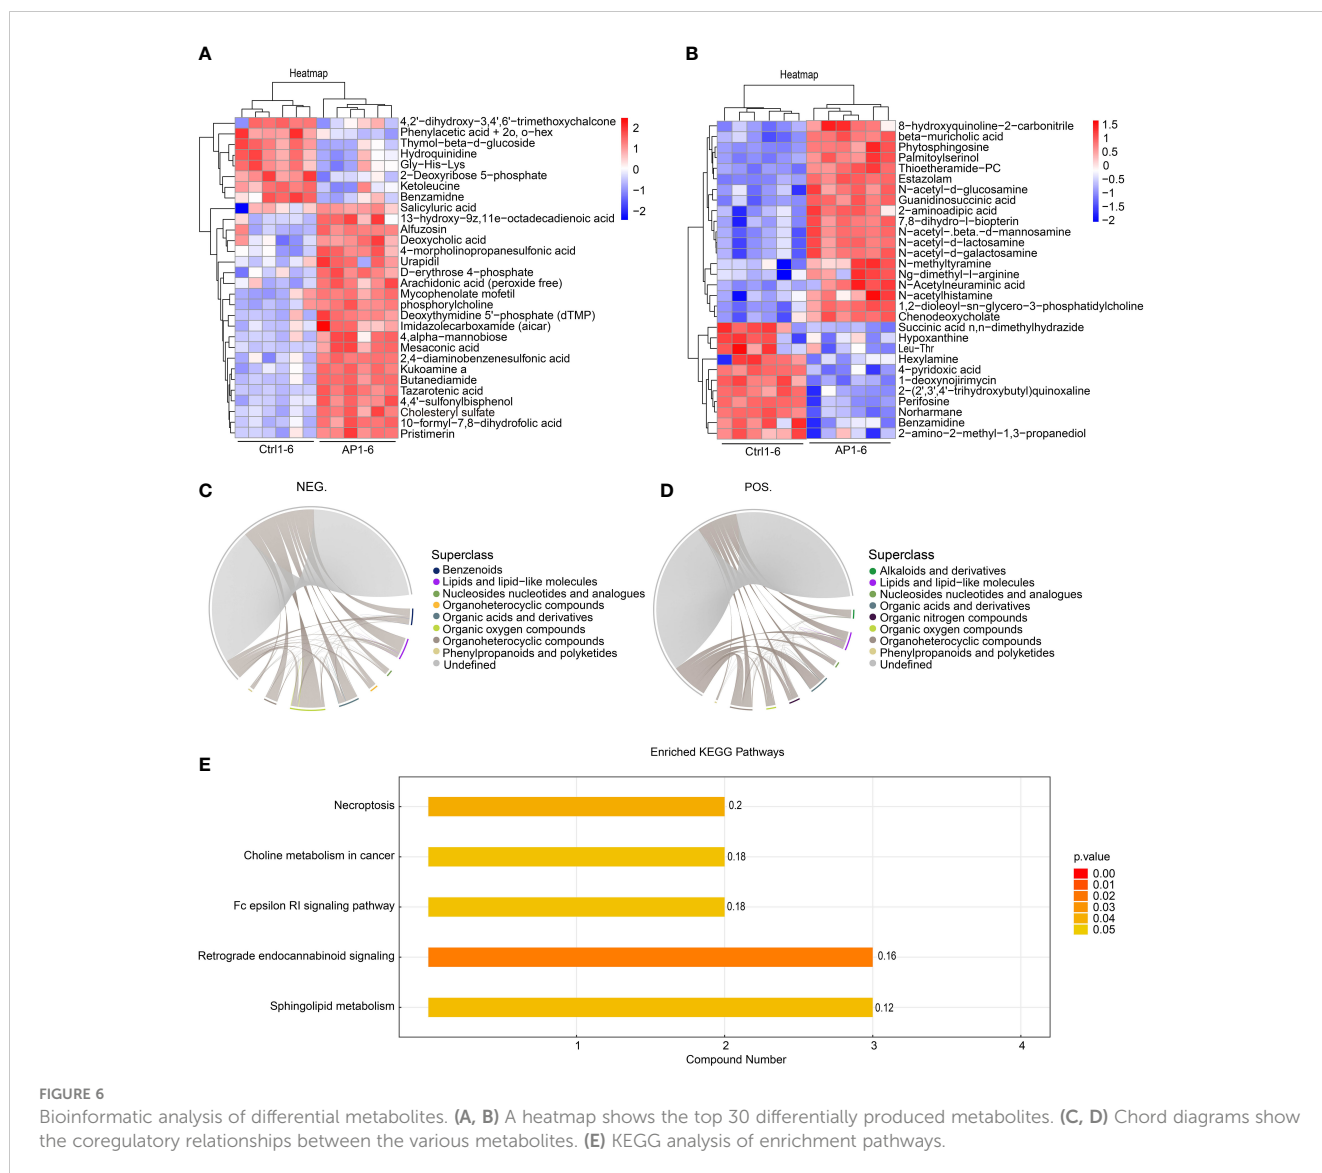 A
Heatmap
4,2'-dihydroxy-3,4',6'-trimethoxychalcone
Phenylacetic acid + 2o, o-hex
Thymol-beta-d-glucoside
Hydroquinidine
Gly-His-Lys
2-Deoxyribose 5-phosphate
Ketoleucine
Benzamide
Salicyluric acid
13-hydroxy-9z,11e-octadecadienoic acid
Alfuzosin
Deoxycholic acid
4-morpholinopropanesulfonic acid
Urapidil
D-erythrose 4-phosphate
Arachidonic acid (peroxide free)
Mycophenolate mofetil
phosphorylcholine
Deoxythymidine 5'-phosphate (dTMP)
Imidazolecarboxamide (aicar)
4,alpha-mannobiose
Mesaconic acid
2,4-diaminobenzenesulfonic acid
Kukoamine a
Butanediamide
Tazarotenic acid
4,4'-sulfonylbisphenol
Cholesteryl sulfate
10-formyl-7,8-dihydrofolic acid
Pristimerin
2
1
0
−1
−2
Ctrl1-6
AP1-6
B
Heatmap
8-hydroxyquinoline-2-carbonitrile
beta-muricholic acid
Phytosphingosine
Palmitoylserinol
Thioetheramide-PC
Estazolam
N-acetyl-d-glucosamine
Guanidinosuccinic acid
2-aminoadipic acid
7,8-dihydro-l-biopterin
N-acetyl-.beta.-d-mannosamine
N-acetyl-d-lactosamine
N-acetyl-d-galactosamine
N-methyltyramine
Ng-dimethyl-l-arginine
N-Acetylneuraminic acid
N-acetylhistamine
1,2-dioleoyl-sn-glycero-3-phosphatidylcholine
Chenodeoxycholate
Succinic acid n,n-dimethylhydrazide
Hypoxanthine
Leu-Thr
Hexylamine
4-pyridoxic acid
1-deoxynojirimycin
2-(2',3',4'-trihydroxybutyl)quinoxaline
Perifosine
Norharmane
Benzamidine
2-amino-2-methyl-1,3-propanediol
1.5
1
0.5
0
−0.5
−1
−1.5
−2
Ctrl1-6
AP1-6
C
NEG.
Superclass
Benzenoids
Lipids and lipid-like molecules
Nucleosides nucleotides and analogues
Organoheterocyclic compounds
Organic acids and derivatives
Organic oxygen compounds
Organoheterocyclic compounds
Phenylpropanoids and polyketides
Undefined
D
POS.
Superclass
Alkaloids and derivatives
Lipids and lipid-like molecules
Nucleosides nucleotides and analogues
Organic acids and derivatives
Organic nitrogen compounds
Organic oxygen compounds
Organoheterocyclic compounds
Phenylpropanoids and polyketides
Undefined
E
Enriched KEGG Pathways
Necroptosis
0.2
Choline metabolism in cancer
0.18
Fc epsilon RI signaling pathway
0.18
Retrograde endocannabinoid signaling
0.16
Sphingolipid metabolism
0.12
1
2
3
4
Compound Number
p.value
0.00
0.01
0.02
0.03
0.04
0.05
FIGURE 6
Bioinformatic analysis of differential metabolites. (A, B) A heatmap shows the top 30 differentially produced metabolites. (C, D) Chord diagrams show
the coregulatory relationships between the various metabolites. (E) KEGG analysis of enrichment pathways.